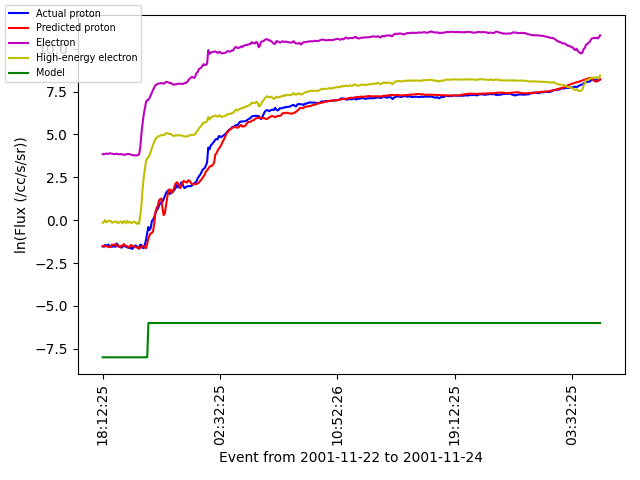 Actual proton
Predicted proton
Electron
High-energy electron
Model
10.0
7.5
5.0
2.5
0.0
−2.5
−5.0
−7.5
ln(Flux (/cc/s/sr))
18:12:25
02:32:25
10:52:26
19:12:25
03:32:25
Event from 2001-11-22 to 2001-11-24